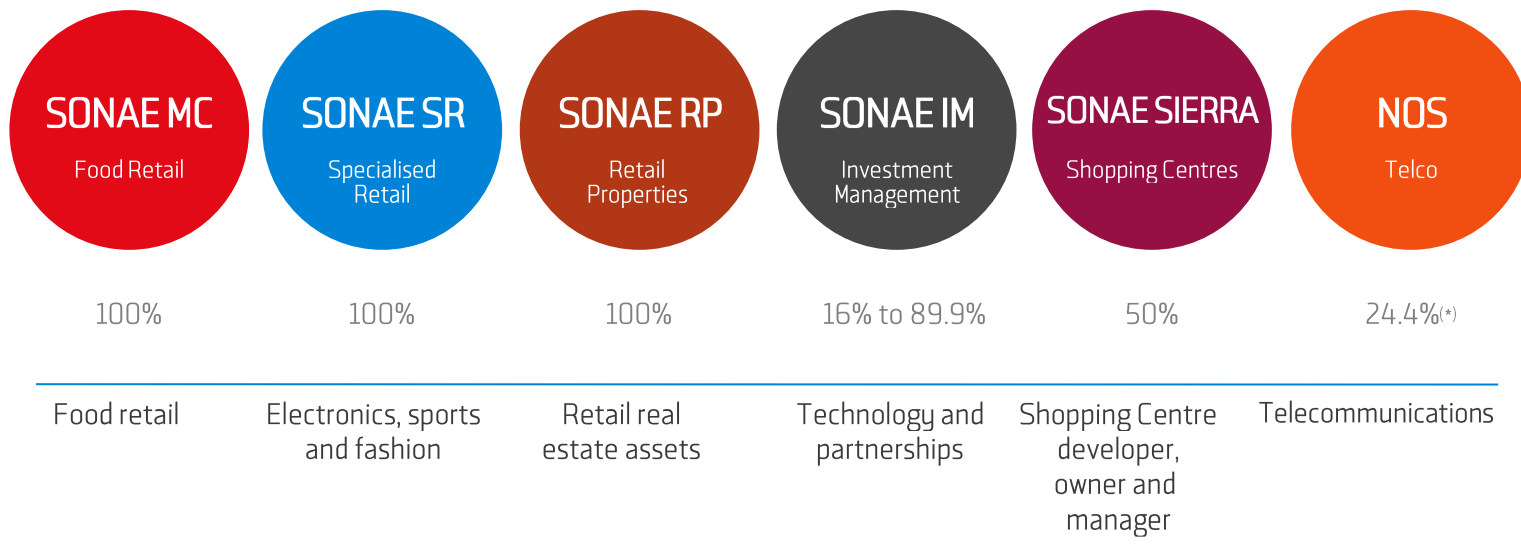 SONAE MC
Food Retail
SONAE SR
Specialised
Retail
SONAE RP
Retail
Properties
SONAE IM
Investment
Management
SONAE SIERRA
Shopping Centres
NOS
Telco
100%
100%
100%
16% to 89.9%
50%
24.4%(*)
Food retail
Electronics, sports
and fashion
Retail real
estate assets
Technology and
partnerships
Shopping Centre
developer,
owner and
manager
Telecommunications